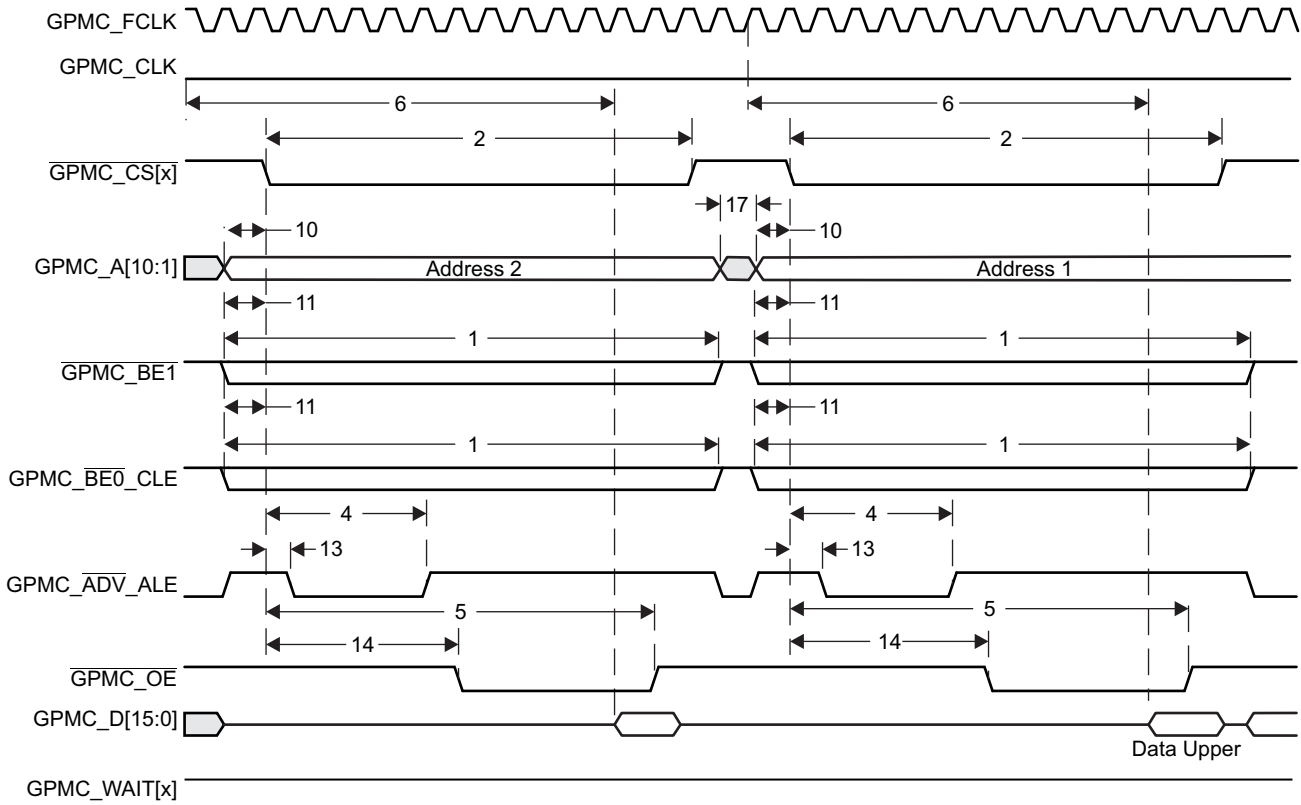 GPMC_FCLK
GPMC_CLK
6 6
2 2
GPMC_CS[x]
17
10 10
GPMC_A[10:1] Address 2 Address 1
11 11
1 1
GPMC_BE1
11 11
1 1
GPMC_BE0_CLE
4 4
13 13
GPMC_ADV_ALE
5 5
14 14
GPMC_OE
GPMC_D[15:0]
Data Upper
GPMC_WAIT[x]